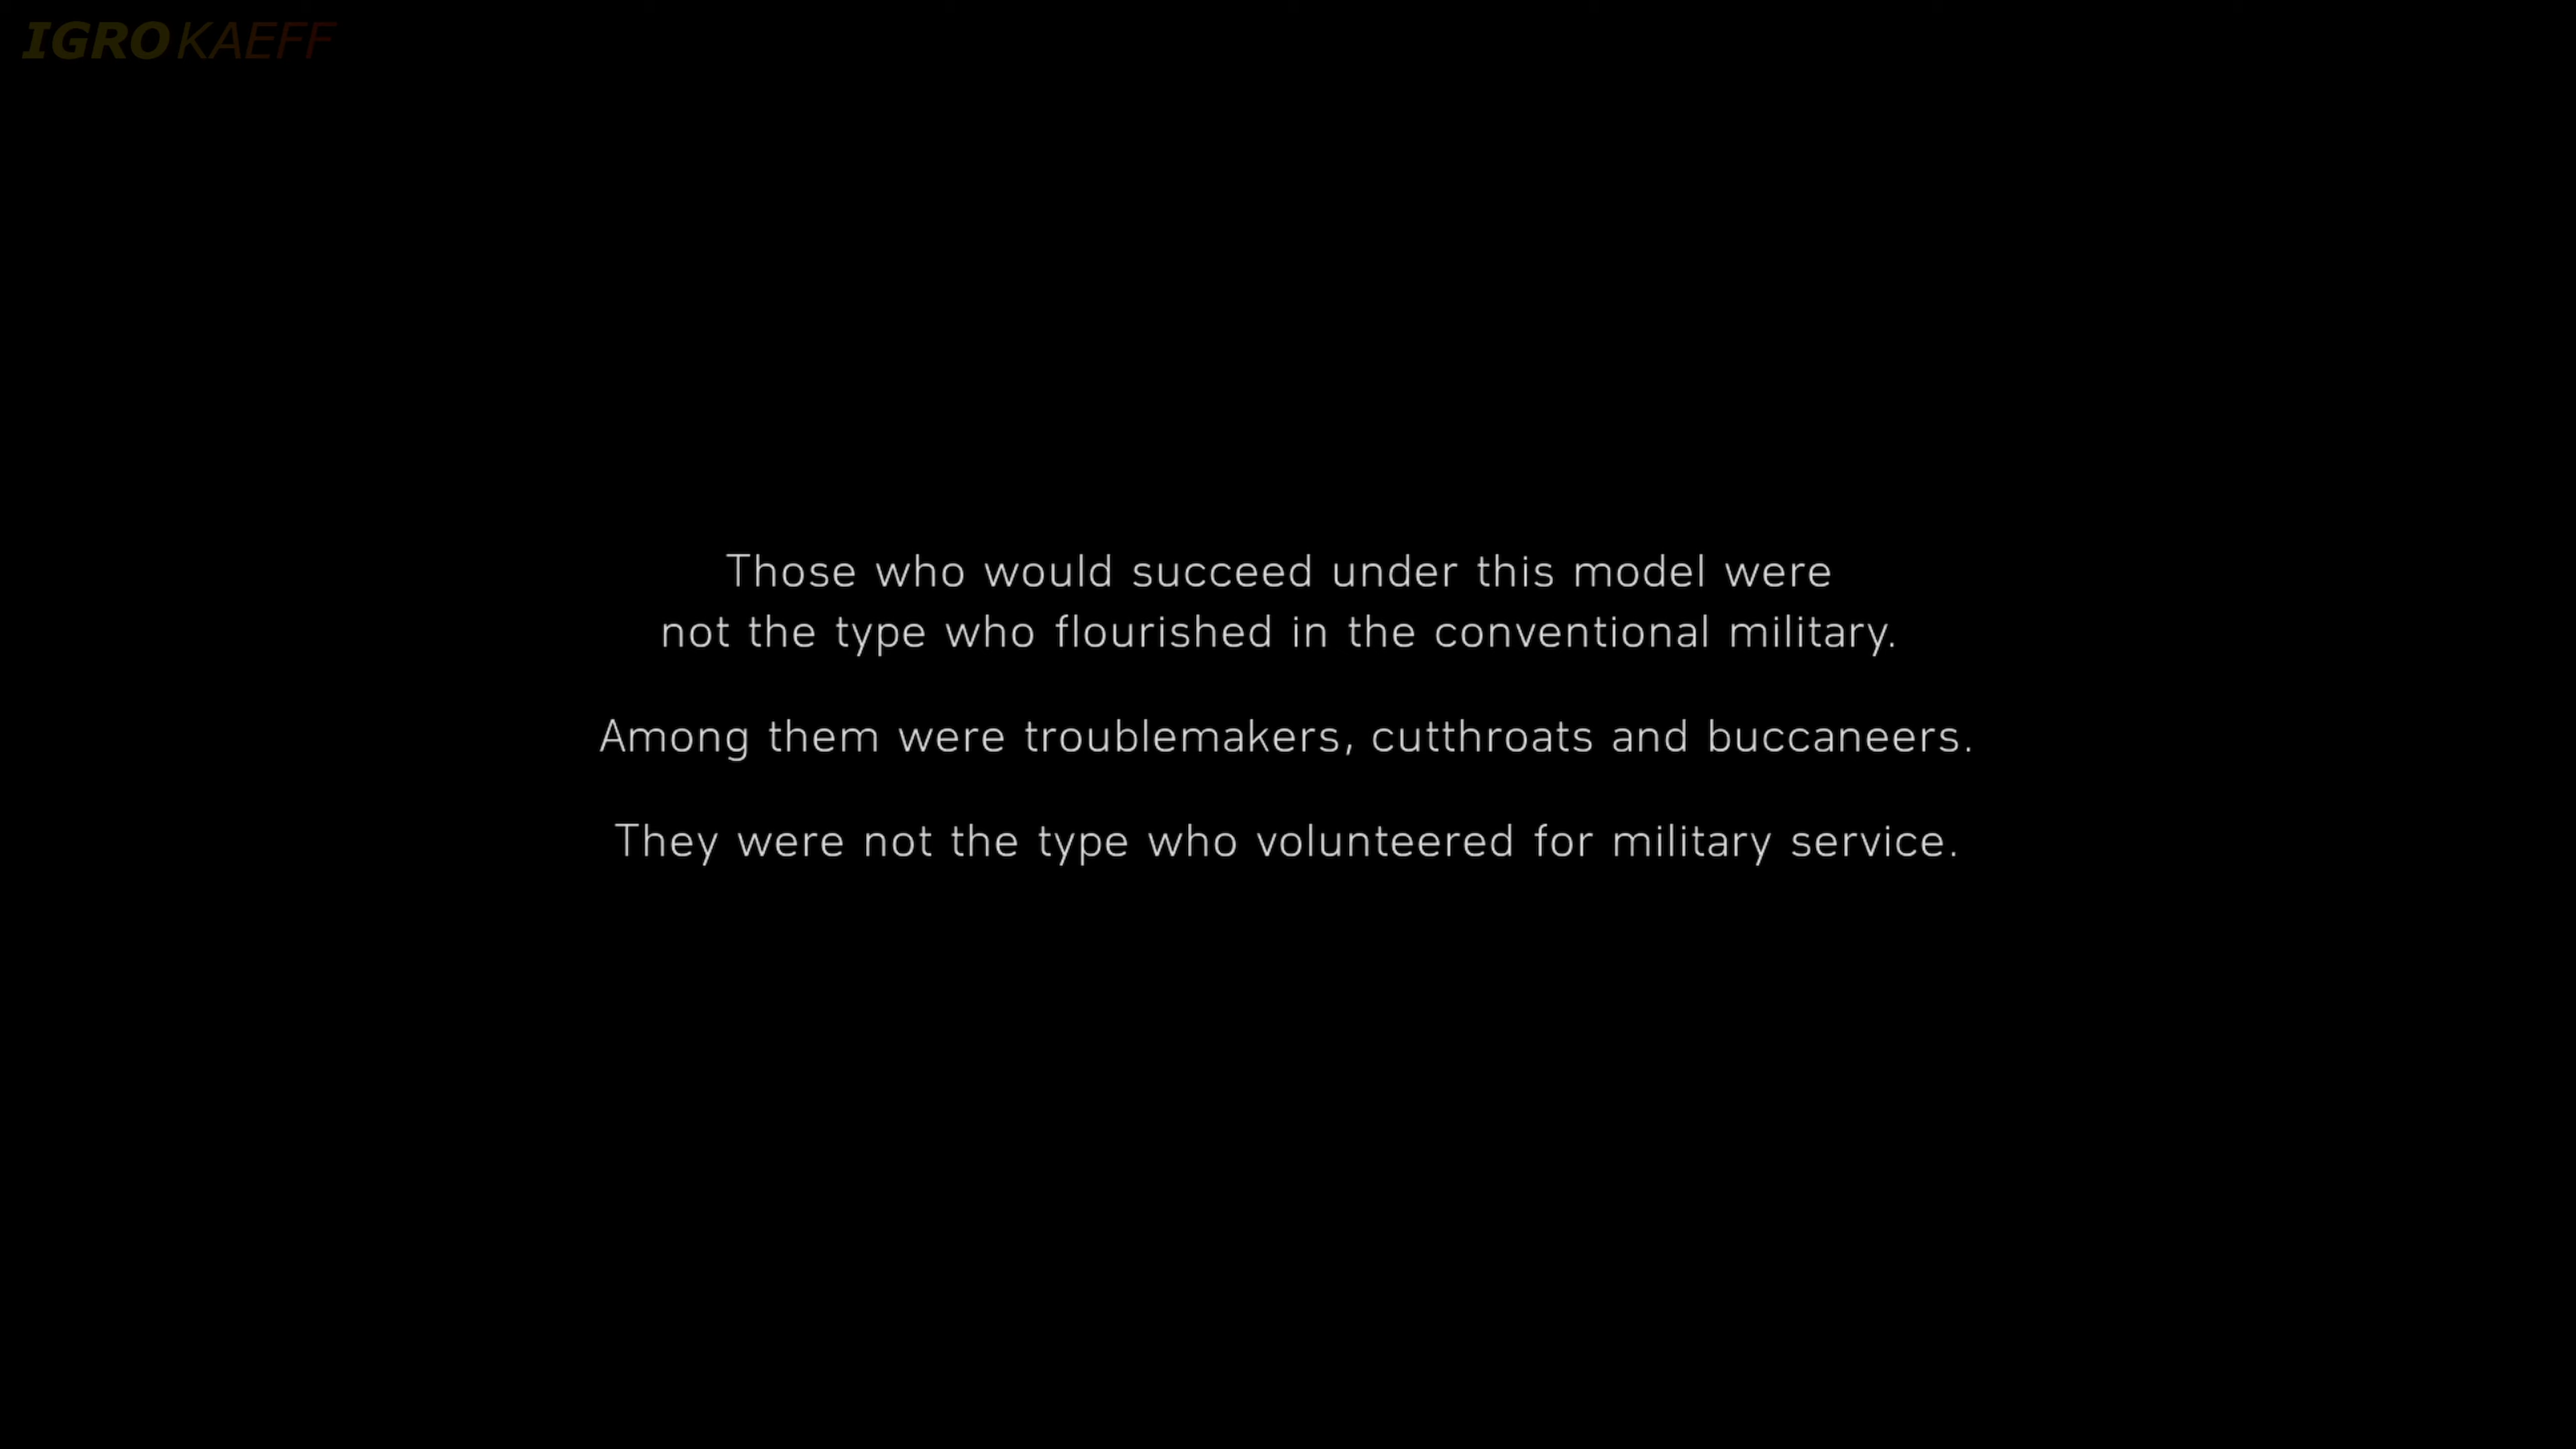 IGROKAEFF
Those who would succeed under this model were
not the type who flourished in the conventional military.
Among them were troublemakers, cutthroats and buccaneers.
They were not the type who volunteered for military service.